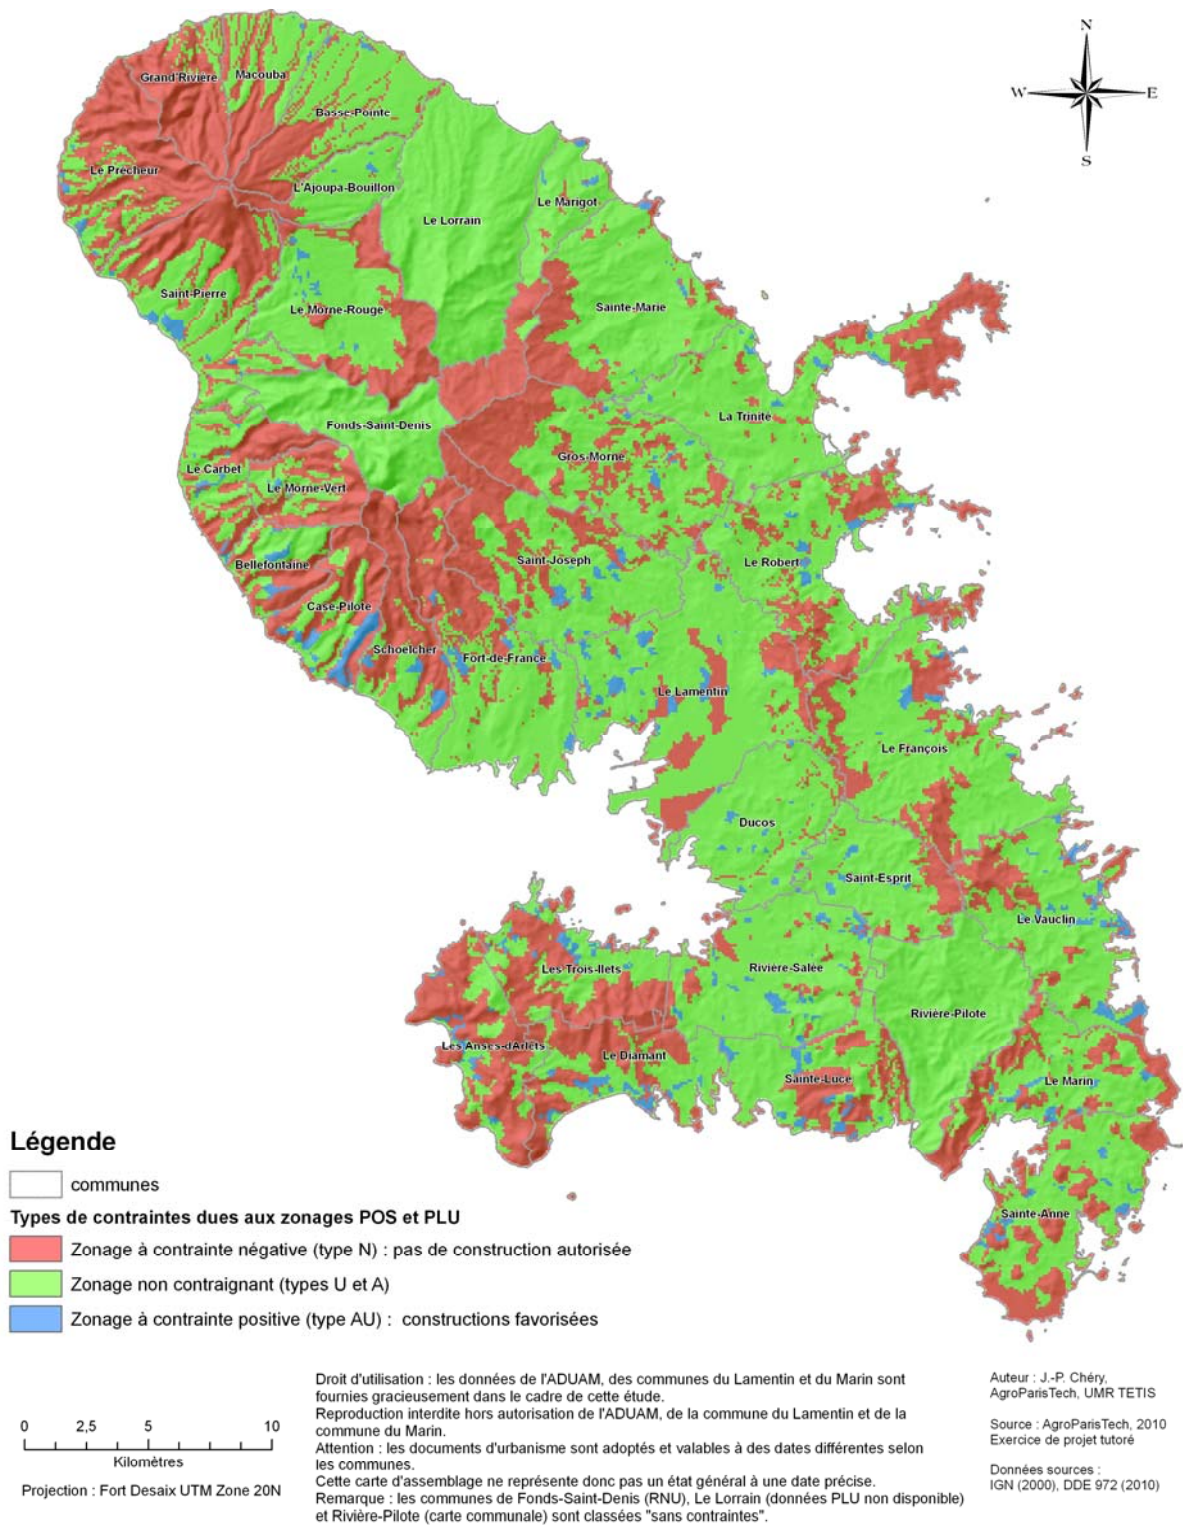 N
W
E
S
Grand'Rivière
Macouba
Basse-Pointe
Le Prêcheur
L'Ajoupa-Bouillon
Le Lorrain
Le Marigot
Saint-Pierre
Le Morne-Rouge
Sainte-Marie
Fonds-Saint-Denis
La Trinité
Gros-Morne
Le Carbet
Le Morne-Vert
Bellefontaine
Saint-Joseph
Le Robert
Case-Pilote
Schoelcher
Fort-de-France
Le Lamentin
Le François
Ducos
Saint-Esprit
Le Vauclin
Les Trois-Ilets
Rivière-Salée
Rivière-Pilote
Les Anses-d'Arlets
Le Diamant
Sainte-Luce
Le Marin
Sainte-Anne
Légende
communes
Types de contraintes dues aux zonages POS et PLU
Zonage à contrainte négative (type N) : pas de construction autorisée
Zonage non contraignant (types U et A)
Zonage à contrainte positive (type AU) : constructions favorisées
0 2,5 5 10
Kilomètres
Projection : Fort Desaix UTM Zone 20N
Droit d'utilisation : les données de l'ADUAM, des communes du Lamentin et du Marin sont
fournies gracieusement dans le cadre de cette étude.
Reproduction interdite hors autorisation de l'ADUAM, de la commune du Lamentin et de la
commune du Marin.
Attention : les documents d'urbanisme sont adoptés et valables à des dates différentes selon
les communes.
Cette carte d'assemblage ne représente donc pas un état général à une date précise.
Remarque : les communes de Fonds-Saint-Denis (RNU), Le Lorrain (données PLU non disponible)
et Rivière-Pilote (carte communale) sont classées "sans contraintes".
Auteur : J.-P. Chéry,
AgroParisTech, UMR TETIS
Source : AgroParisTech, 2010
Exercice de projet tutoré
Données sources :
IGN (2000), DDE 972 (2010)